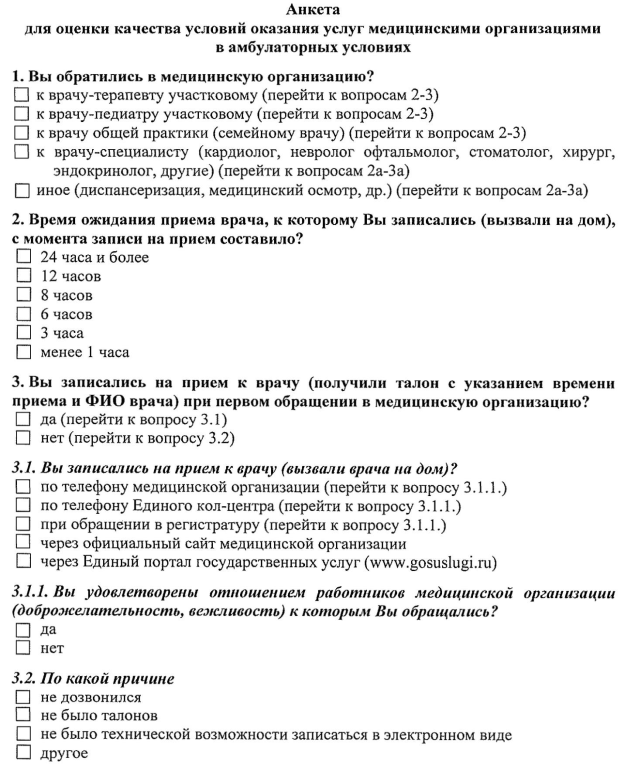 Анкета
для оценки качества условий оказания услуг медицинскими организациями
в амбулаторных условиях
1. Вы обратились в медицинскую организацию?
к врачу-терапевту участковому (перейти к вопросам 2-3)
к врачу-педиатру участковому (перейти к вопросам 2-3)
к врачу общей практики (семейному врачу) (перейти к вопросам 2-3)
к врачу-специалисту (кардиолог, невролог офтальмолог, стоматолог, хирург,
эндокринолог, другие) (перейти к вопросам 2а-3а)
иное (диспансеризация, медицинский осмотр, др.) (перейти к вопросам 2а-3а)
2. Время ожидания приема врача, к которому Вы записались (вызвали на дом),
с момента записи на прием составило?
24 часа и более
12 часов
8 часов
6 часов
3 часа
менее 1 часа
3. Вы записались на прием к врачу (получили талон с указанием времени
приема и ФИО врача) при первом обращении в медицинскую организацию?
да (перейти к вопросу 3.1)
нет (перейти к вопросу 3.2)
3.1. Вы записались на прием к врачу (вызвали врача на дом)?
по телефону медицинской организации (перейти к вопросу 3.1.1.)
по телефону Единого кол-центра (перейти к вопросу 3.1.1.)
при обращении в регистратуру (перейти к вопросу 3.1.1.)
через официальный сайт медицинской организации
через Единый портал государственных услуг (www.gosuslugi.ru)
3.1.1. Вы удовлетворены отношением работников медицинской организации
(доброжелательность, вежливость) к которым Вы обращались?
да
нет
3.2. По какой причине
не дозвонился
не было талонов
не было технической возможности записаться в электронном виде
другое